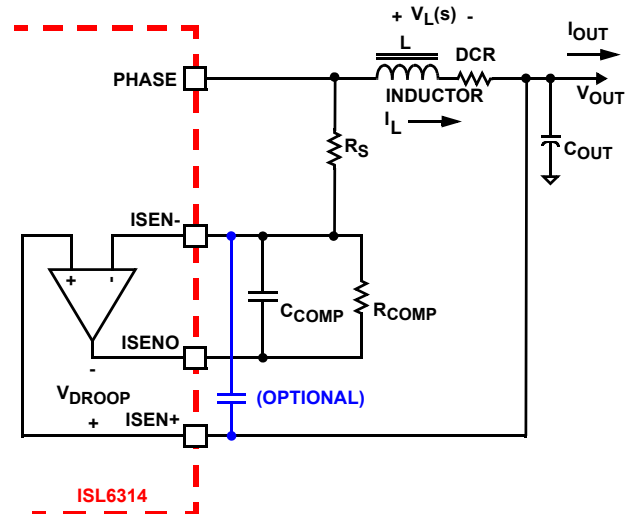 + VL(s) -
L
DCR
IOUT
PHASE
INDUCTOR
VOUT
IL
RS
COUT
ISEN-
+ -
CCOMP
RCOMP
ISENO
-
VDROOP
(OPTIONAL)
+
ISEN+
ISL6314